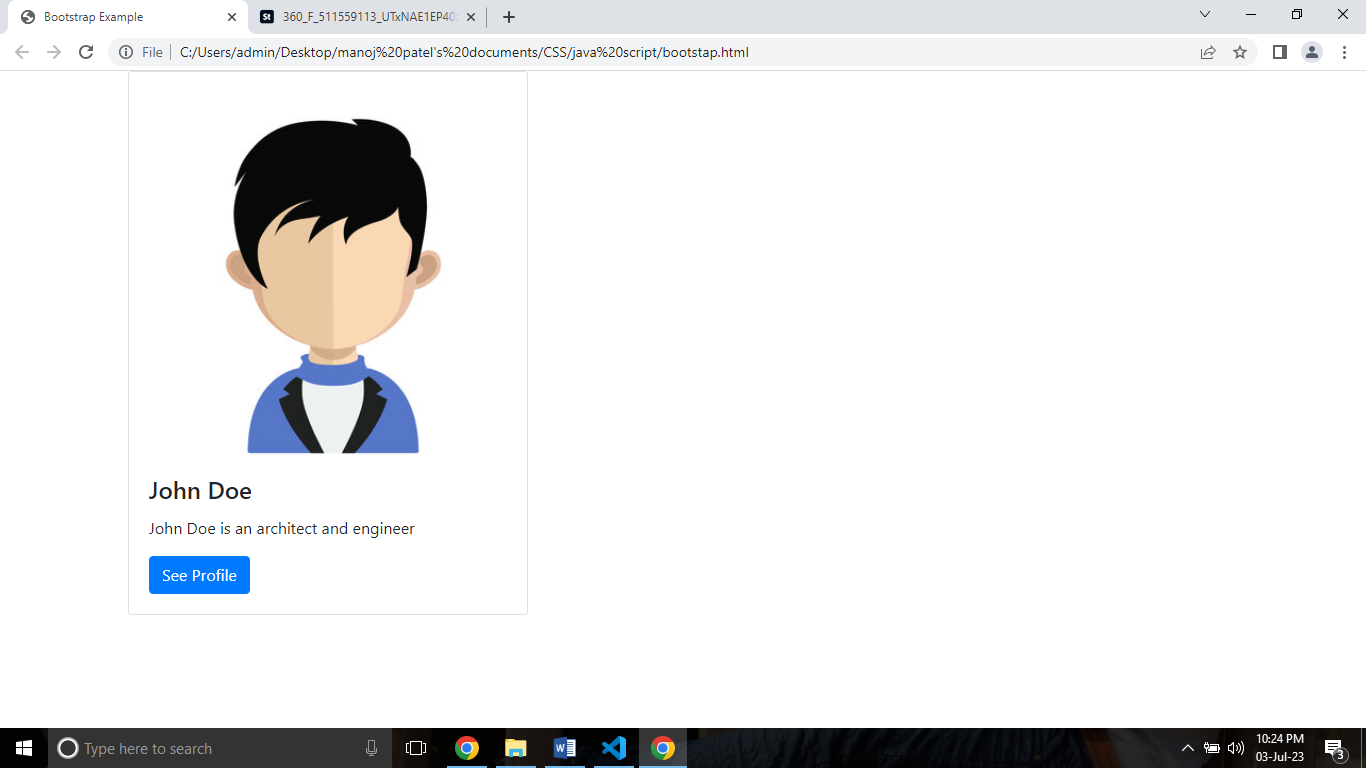 Bootstrap Example
St
360_F_511559113_UTxNAE1EP40
File
C:/Users/admin/Desktop/manoj%20patel's%20documents/CSS/java%20script/bootstap.html
John Doe
John Doe is an architect and engineer
See Profile
Type here to search
10:24 PM
03-Jul-23
3